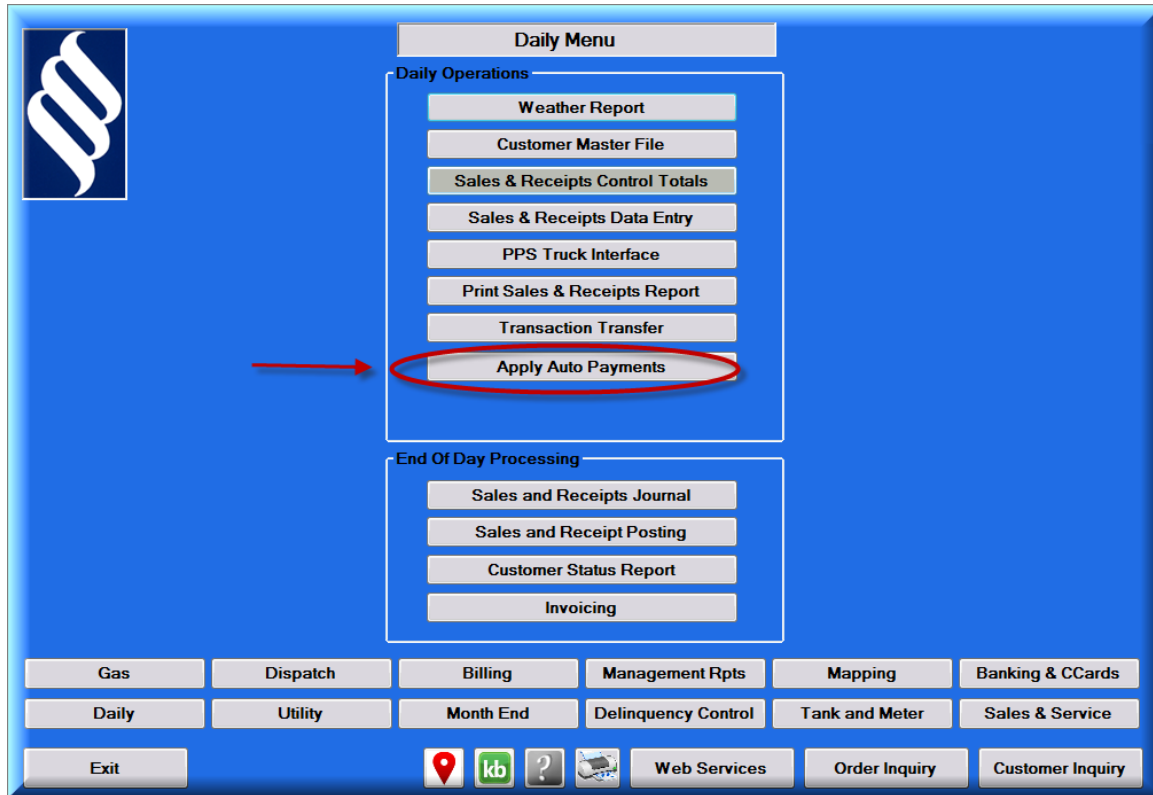 Daily Menu
Daily Operations
Weather Report
Customer Master File
Sales & Receipts Control Totals
Sales & Receipts Data Entry
PPS Truck Interface
Print Sales & Receipts Report
Transaction Transfer
Apply Auto Payments
End Of Day Processing
Sales and Receipts Journal
Sales and Receipt Posting
Customer Status Report
Invoicing
Gas Dispatch Billing Management Rpts Mapping Banking & CCards
Daily Utility Month End Delinquency Control Tank and Meter Sales & Service
Exit kb ? Web Services Order Inquiry Customer Inquiry